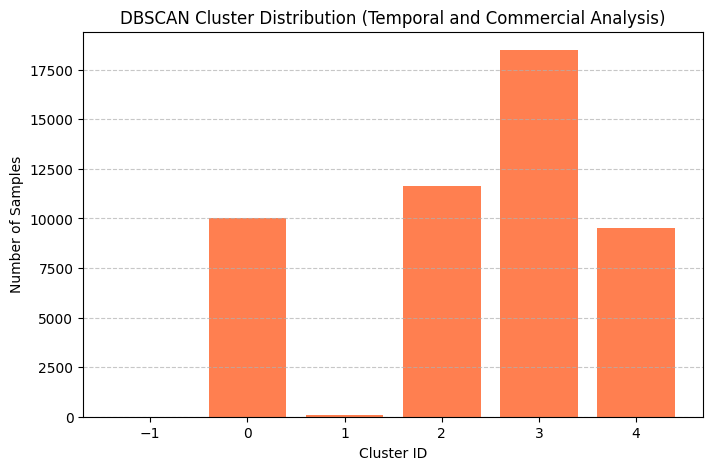 DBSCAN Cluster Distribution (Temporal and Commercial Analysis)
Number of Samples
17500
15000
12500
10000
7500
5000
2500
0
−1 0 1 2 3 4
Cluster ID